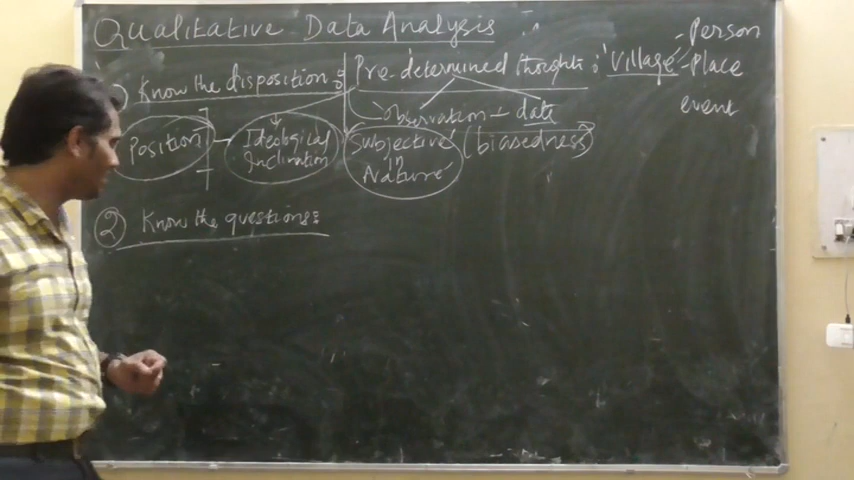 Qualitative Data Analysis :
1) Know the disposition :
Pre-determined thoughts ; 'Village' - Person
- Place
event
observation - data
Position - Ideological Inclination
Subjective in Nature (biasedness)
2 Know the questions :